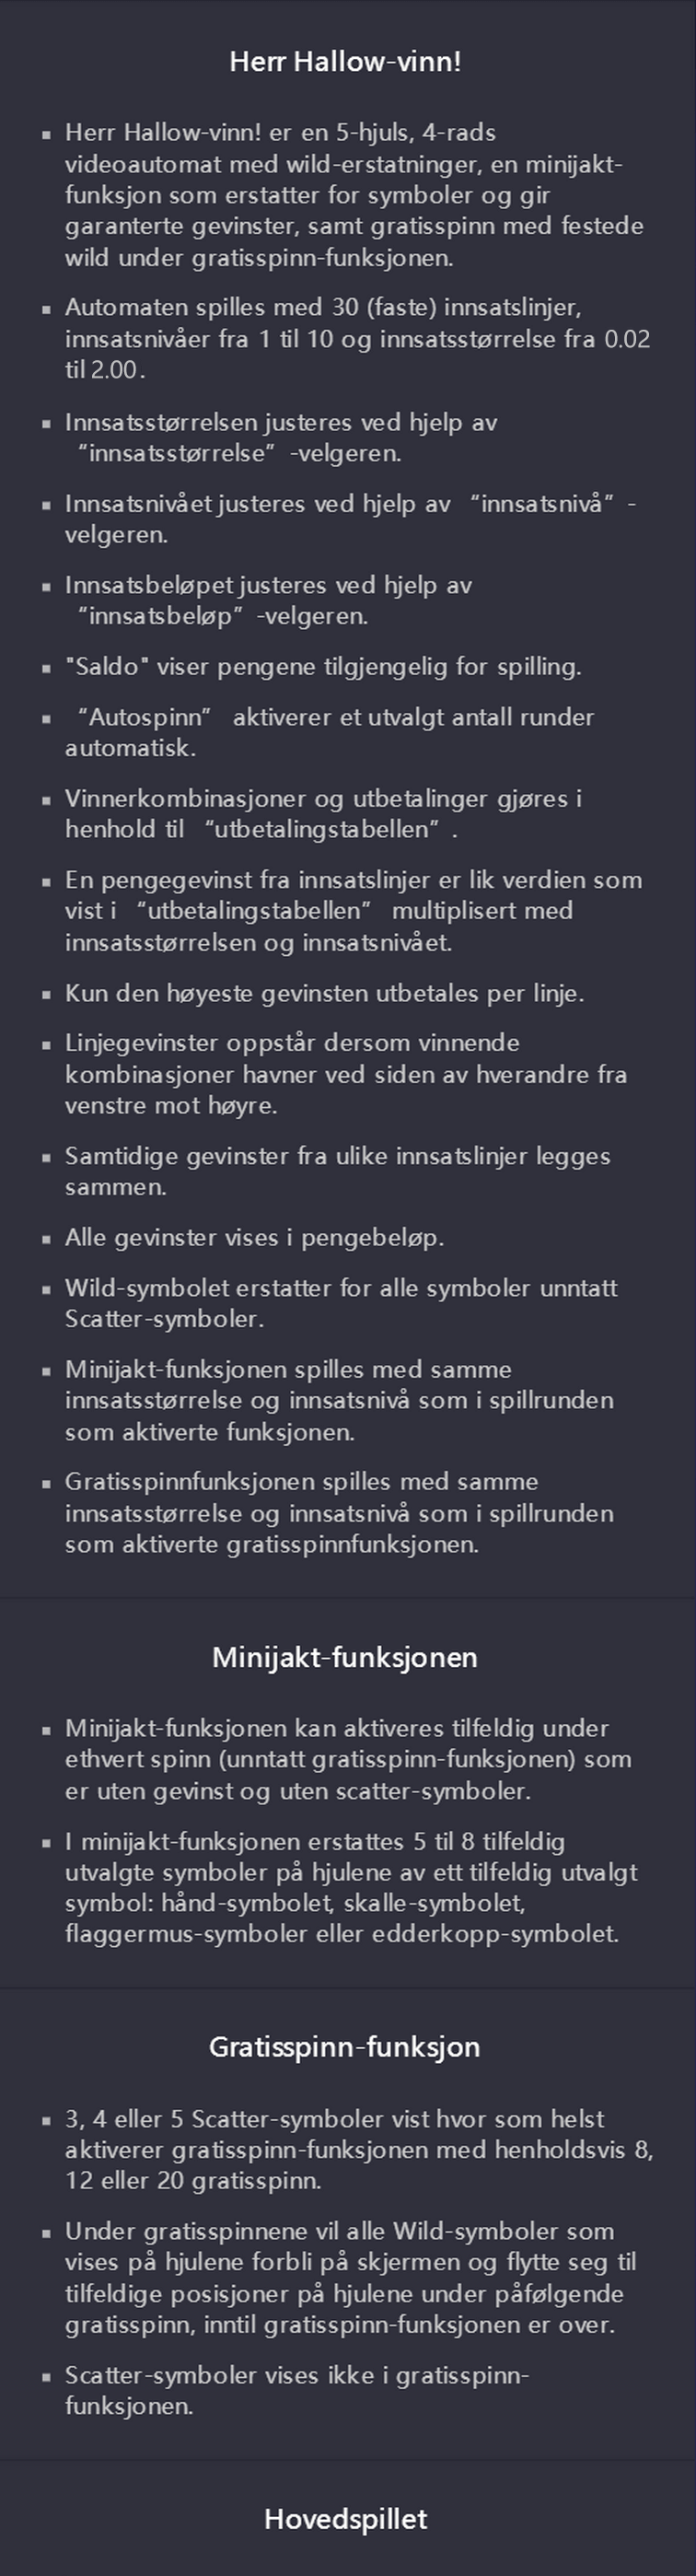 Herr Hallow-vinn!
▪ Herr Hallow-vinn! er en 5-hjuls, 4-rads
videoautomat med wild-erstatninger, en minijakt-
funksjon som erstatter for symboler og gir
garanterte gevinster, samt gratisspinn med festede
wild under gratisspinn-funksjonen.
▪ Automaten spilles med 30 (faste) innsatslinjer,
innsatsnivåer fra 1 til 10 og innsatsstørrelse fra 0.02
til 2.00.
▪ Innsatsstørrelsen justeres ved hjelp av
“innsatsstørrelse” -velgeren.
▪ Innsatsnivået justeres ved hjelp av “innsatsnivå” -
velgeren.
▪ Innsatsbeløpet justeres ved hjelp av
“innsatsbeløp” -velgeren.
▪ "Saldo" viser pengene tilgjengelig for spilling.
▪ “Autospinn” aktiverer et utvalgt antall runder
automatisk.
▪ Vinnerkombinasjoner og utbetalinger gjøres i
henhold til “utbetalingstabellen” .
▪ En pengegevinst fra innsatslinjer er lik verdien som
vist i “utbetalingstabellen” multiplisert med
innsatsstørrelsen og innsatsnivået.
▪ Kun den høyeste gevinsten utbetales per linje.
▪ Linjegevinster oppstår dersom vinnende
kombinasjoner havner ved siden av hverandre fra
venstre mot høyre.
▪ Samtidige gevinster fra ulike innsatslinjer legges
sammen.
▪ Alle gevinster vises i pengebeløp.
▪ Wild-symbolet erstatter for alle symboler unntatt
Scatter-symboler.
▪ Minijakt-funksjonen spilles med samme
innsatsstørrelse og innsatsnivå som i spillrunden
som aktiverte funksjonen.
▪ Gratisspinnfunksjonen spilles med samme
innsatsstørrelse og innsatsnivå som i spillrunden
som aktiverte gratisspinnfunksjonen.
Minijakt-funksjonen
▪ Minijakt-funksjonen kan aktiveres tilfeldig under
ethvert spinn (unntatt gratisspinn-funksjonen) som
er uten gevinst og uten scatter-symboler.
▪ I minijakt-funksjonen erstattes 5 til 8 tilfeldig
utvalgte symboler på hjulene av ett tilfeldig utvalgt
symbol: hånd-symbolet, skalle-symbolet,
flaggermus-symboler eller edderkopp-symbolet.
Gratisspinn-funksjon
▪ 3, 4 eller 5 Scatter-symboler vist hvor som helst
aktiverer gratisspinn-funksjonen med henholdsvis 8,
12 eller 20 gratisspinn.
▪ Under gratisspinnene vil alle Wild-symboler som
vises på hjulene forbli på skjermen og flytte seg til
tilfeldige posisjoner på hjulene under påfølgende
gratisspinn, inntil gratisspinn-funksjonen er over.
▪ Scatter-symboler vises ikke i gratisspinn-
funksjonen.
Hovedspillet